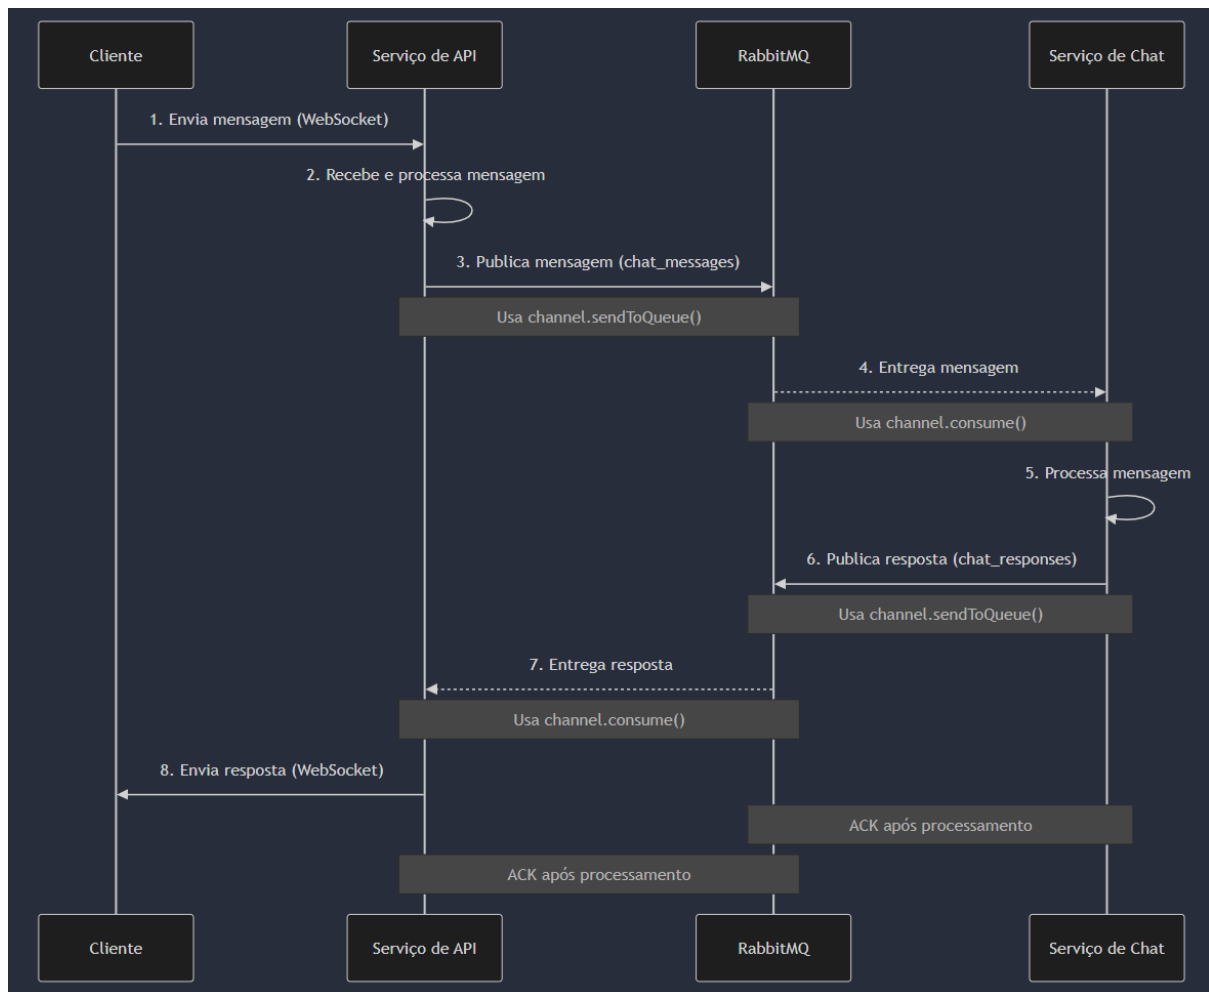 Cliente
Serviço de API
RabbitMQ
Serviço de Chat
1. Envia mensagem (WebSocket)
2. Recebe e processa mensagem
3. Publica mensagem (chat_messages)
Usa channel.sendToQueue()
4. Entrega mensagem
Usa channel.consume()
5. Processa mensagem
6. Publica resposta (chat_responses)
Usa channel.sendToQueue()
7. Entrega resposta
Usa channel.consume()
8. Envia resposta (WebSocket)
ACK após processamento
ACK após processamento
Cliente
Serviço de API
RabbitMQ
Serviço de Chat